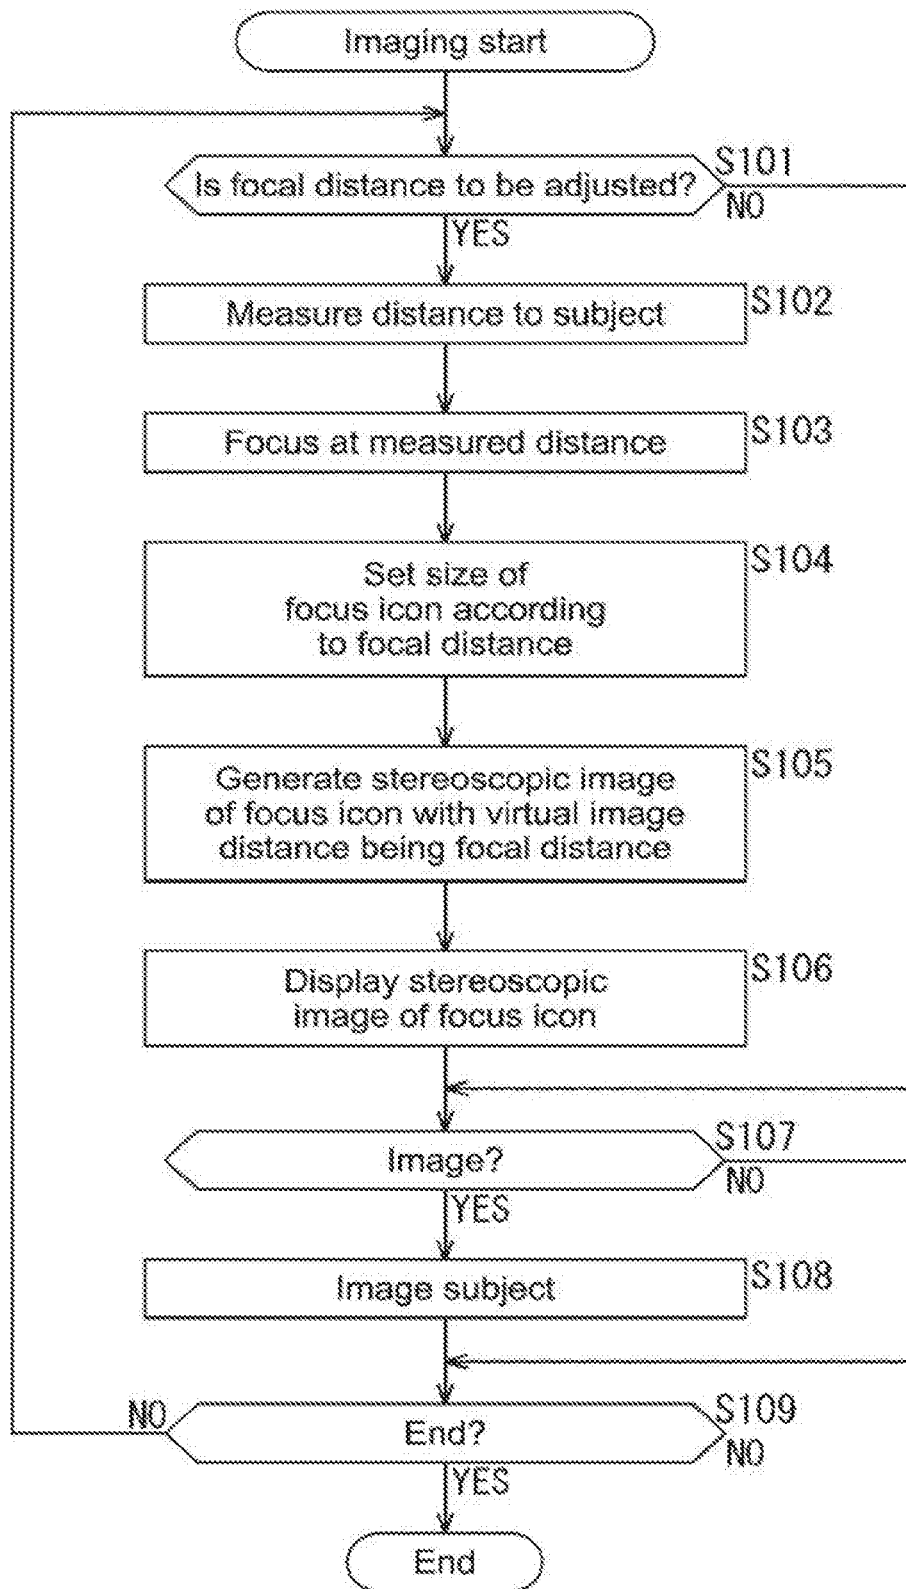 Imaging start
S101
Is focal distance to be adjusted?
NO
YES
S102
Measure distance to subject
S103
Focus at measured distance
S104
Set size of
focus icon according
to focal distance
S105
Generate stereoscopic image
of focus icon with virtual image
distance being focal distance
S106
Display stereoscopic
image of focus icon
S107
Image?
NO
YES
S108
Image subject
S109
NO
End?
NO
YES
End